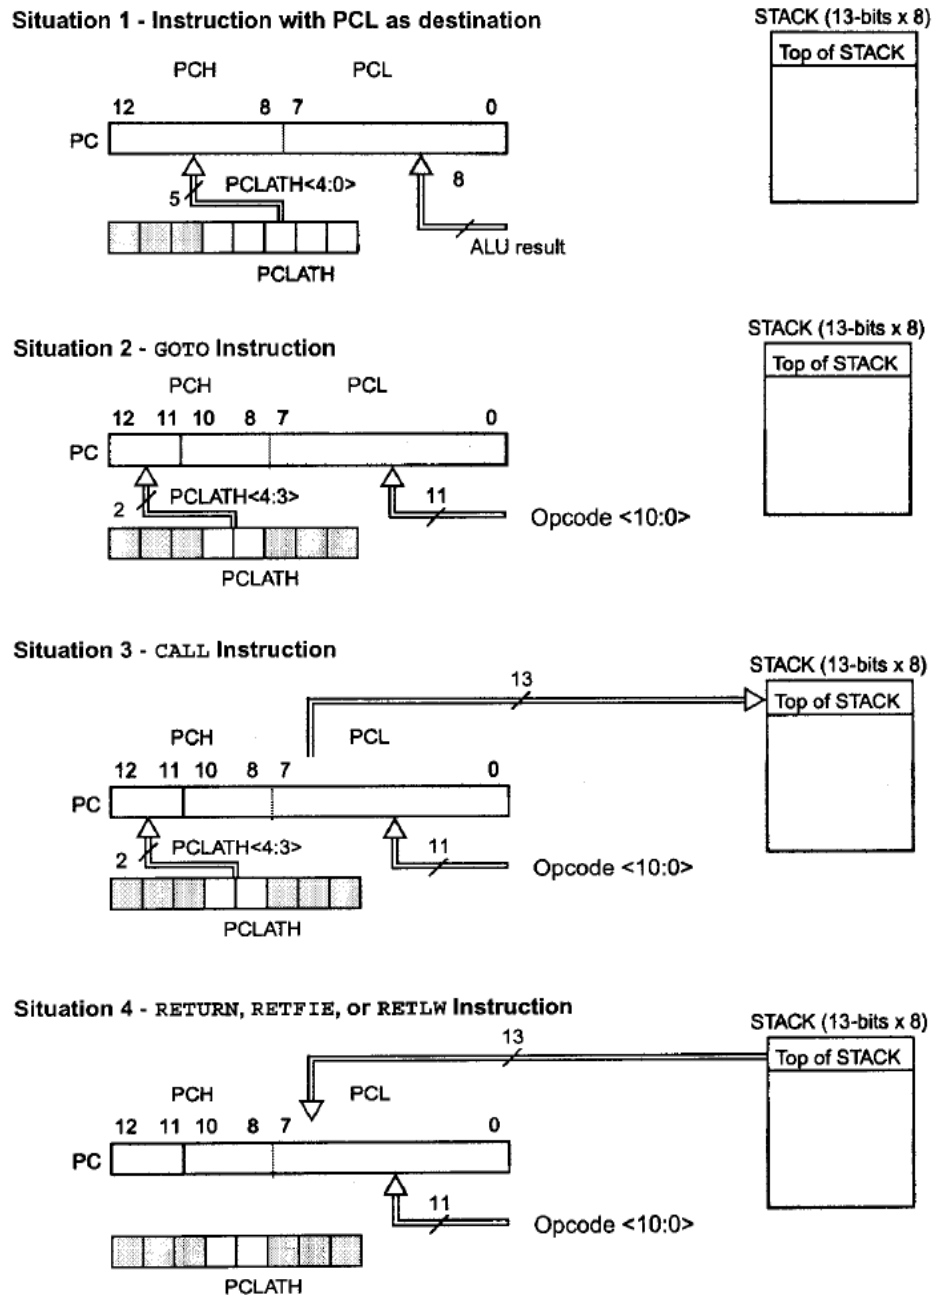 Situation 1 - Instruction with PCL as destination
STACK (13-bits x 8)
Top of STACK
PCH PCL
12 8 7 0
PC
5 PCLATH<4:0> 8
ALU result
PCLATH
Situation 2 - GOTO Instruction
STACK (13-bits x 8)
Top of STACK
PCH PCL
12 11 10 8 7 0
PC
2 PCLATH<4:3> 11
Opcode <10:0>
PCLATH
Situation 3 - CALL Instruction
STACK (13-bits x 8)
13
Top of STACK
PCH PCL
12 11 10 8 7 0
PC
2 PCLATH<4:3> 11
Opcode <10:0>
PCLATH
Situation 4 - RETURN, RETFIE, or RETLW Instruction
STACK (13-bits x 8)
13
Top of STACK
PCH PCL
12 11 10 8 7 0
PC
11
Opcode <10:0>
PCLATH